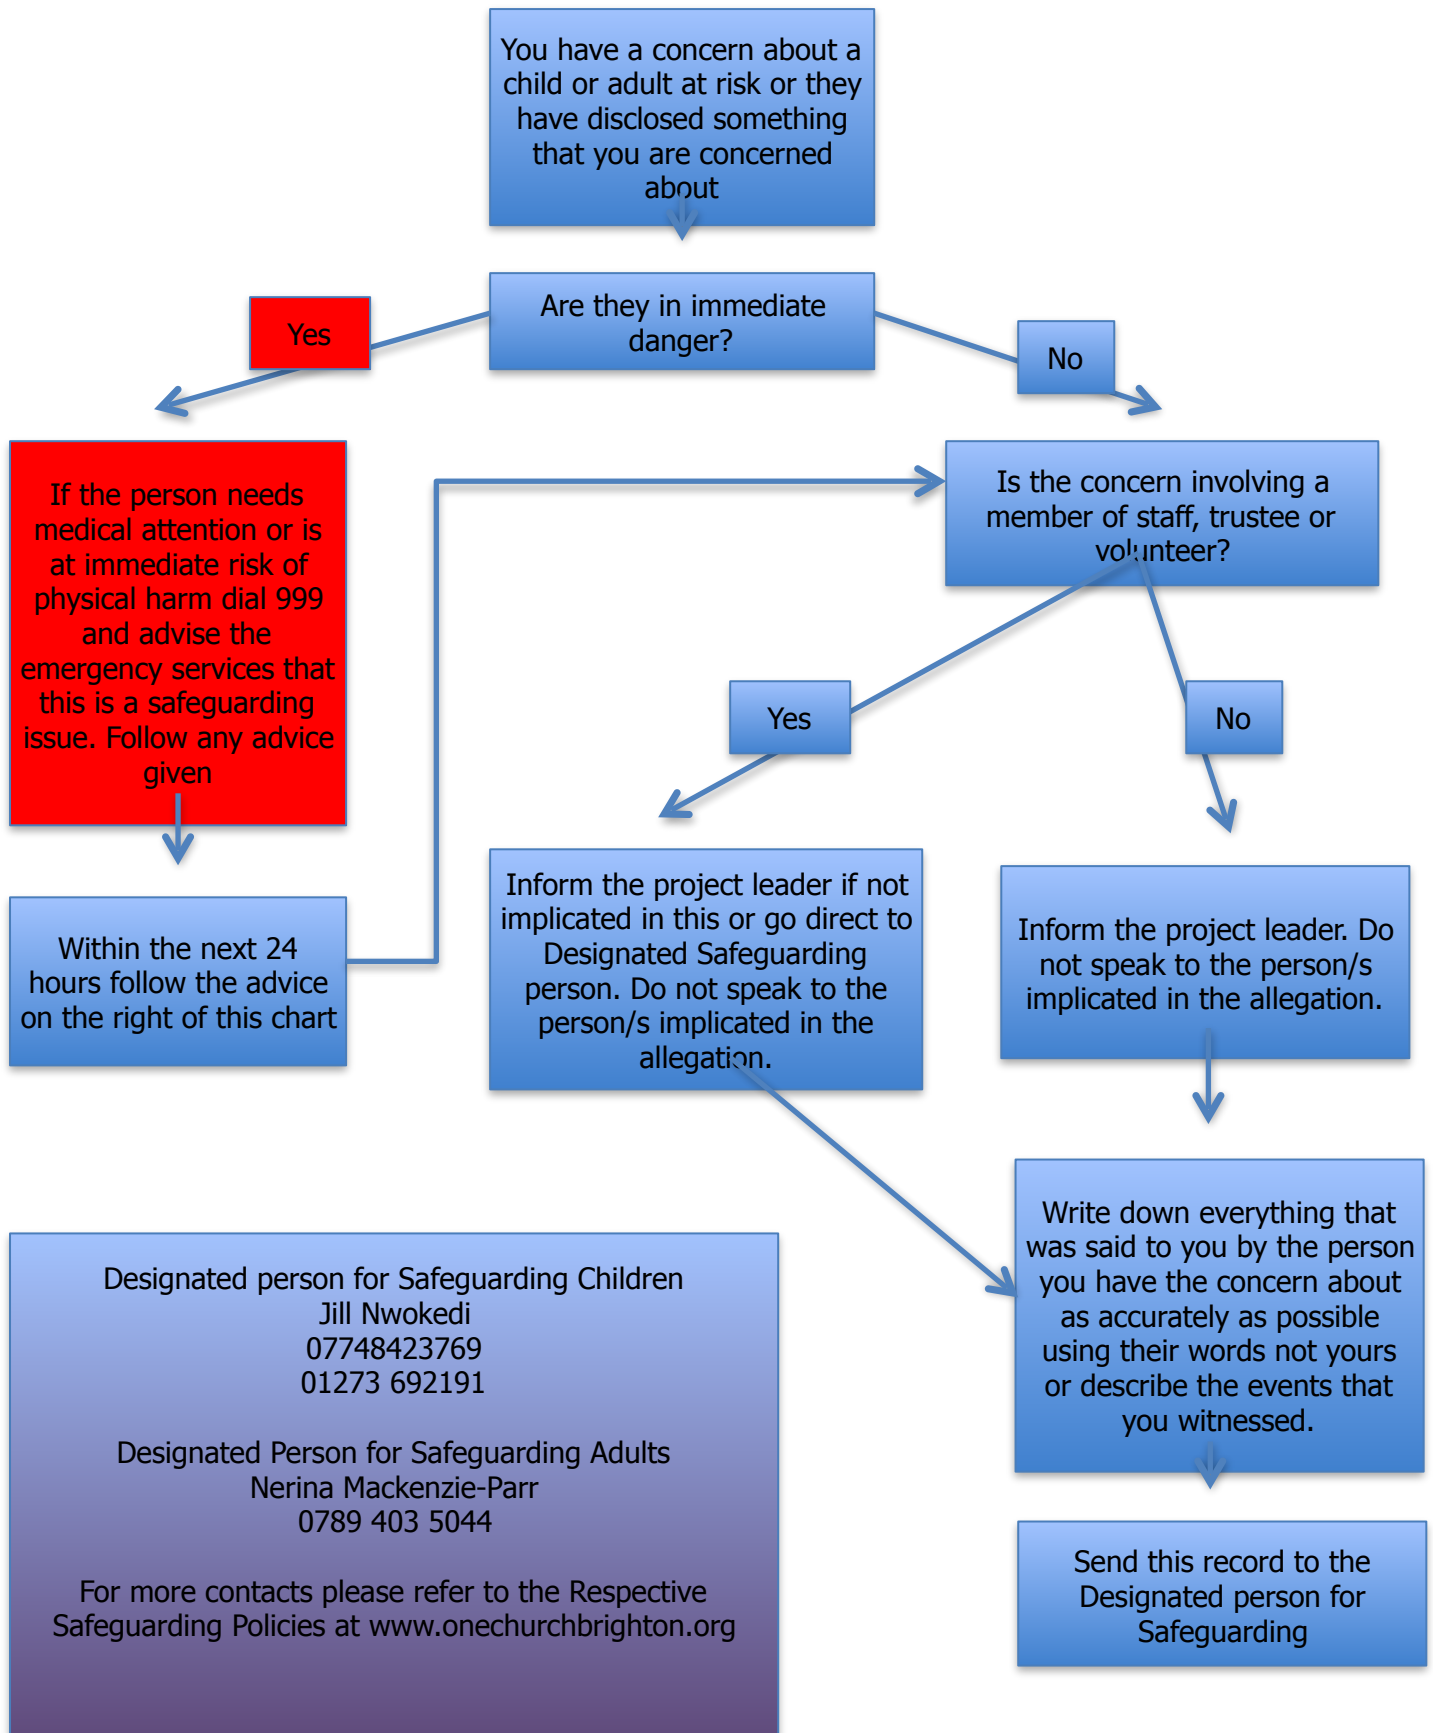 You have a concern about a
child or adult at risk or they
have disclosed something
that you are concerned
about
Are they in immediate
danger?
Yes
No
If the person needs
medical attention or is
at immediate risk of
physical harm dial 999
and advise the
emergency services that
this is a safeguarding
issue. Follow any advice
given
Within the next 24
hours follow the advice
on the right of this chart
Is the concern involving a
member of staff, trustee or
volunteer?
Yes
No
Inform the project leader if not
implicated in this or go direct to
Designated Safeguarding
person. Do not speak to the
person/s implicated in the
allegation.
Inform the project leader. Do
not speak to the person/s
implicated in the allegation.
Write down everything that
was said to you by the person
you have the concern about
as accurately as possible
using their words not yours
or describe the events that
you witnessed.
Send this record to the
Designated person for
Safeguarding
Designated person for Safeguarding Children
Jill Nwokedi
07748423769
01273 692191
Designated Person for Safeguarding Adults
Nerina Mackenzie-Parr
0789 403 5044
For more contacts please refer to the Respective
Safeguarding Policies at www.onechurchbrighton.org